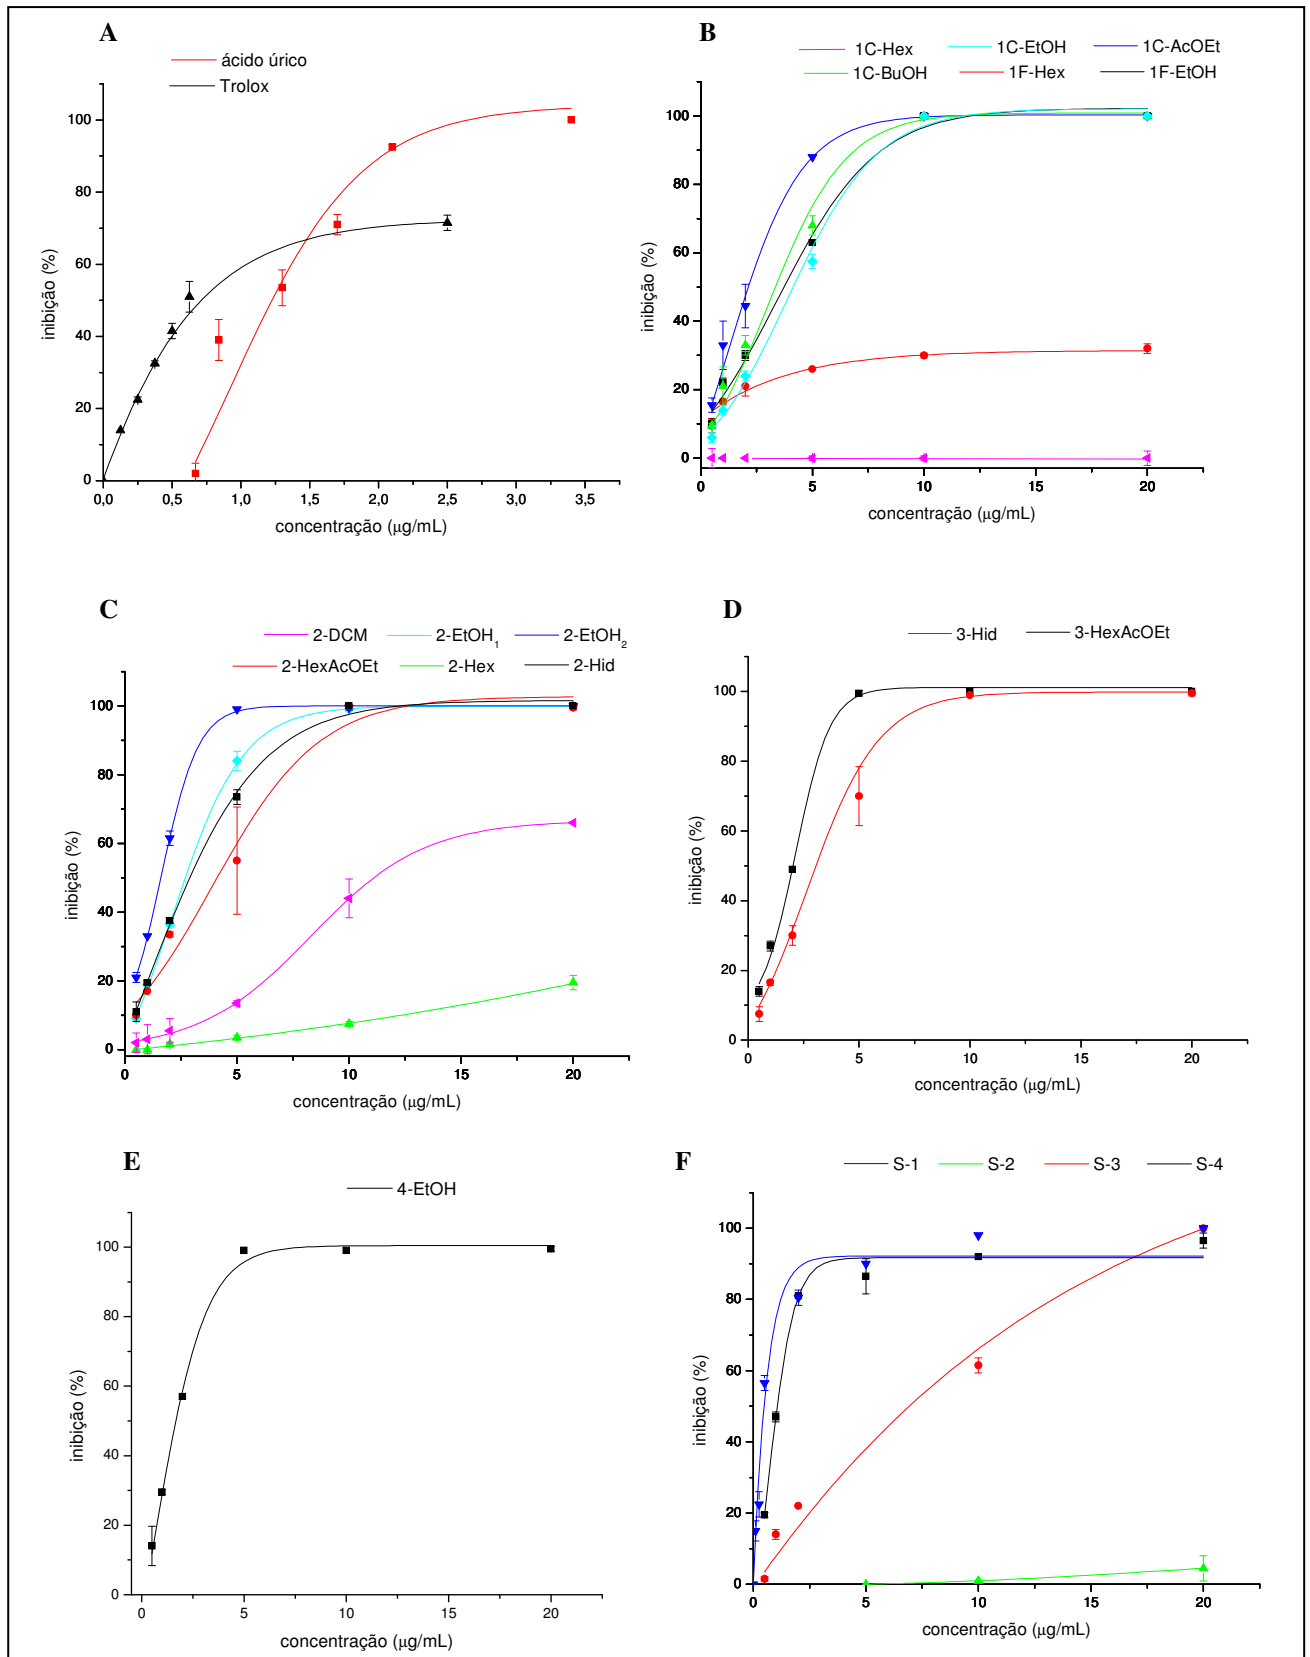 A
ácido úrico
Trolox
100
80
60
40
20
0
inibição (%)
0,0 0,5 1,0 1,5 2,0 2,5 3,0 3,5
concentração (µg/mL)
B
1C-Hex 1C-EtOH 1C-AcOEt
1C-BuOH 1F-Hex 1F-EtOH
100
80
60
40
20
0
inibição (%)
0 5 10 15 20
concentração (µg/mL)
C
2-DCM 2-EtOH1 2-EtOH2
2-HexAcOEt 2-Hex 2-Hid
100
80
60
40
20
0
inibição (%)
0 5 10 15 20
concentração (µg/mL)
D
3-Hid 3-HexAcOEt
100
80
60
40
20
0
inibição (%)
0 5 10 15 20
concentração (µg/mL)
E
4-EtOH
100
80
60
40
20
0
inibição (%)
0 5 10 15 20
concentração (µg/mL)
F
S-1 S-2 S-3 S-4
100
80
60
40
20
0
inibição (%)
0 5 10 15 20
concentração (µg/mL)